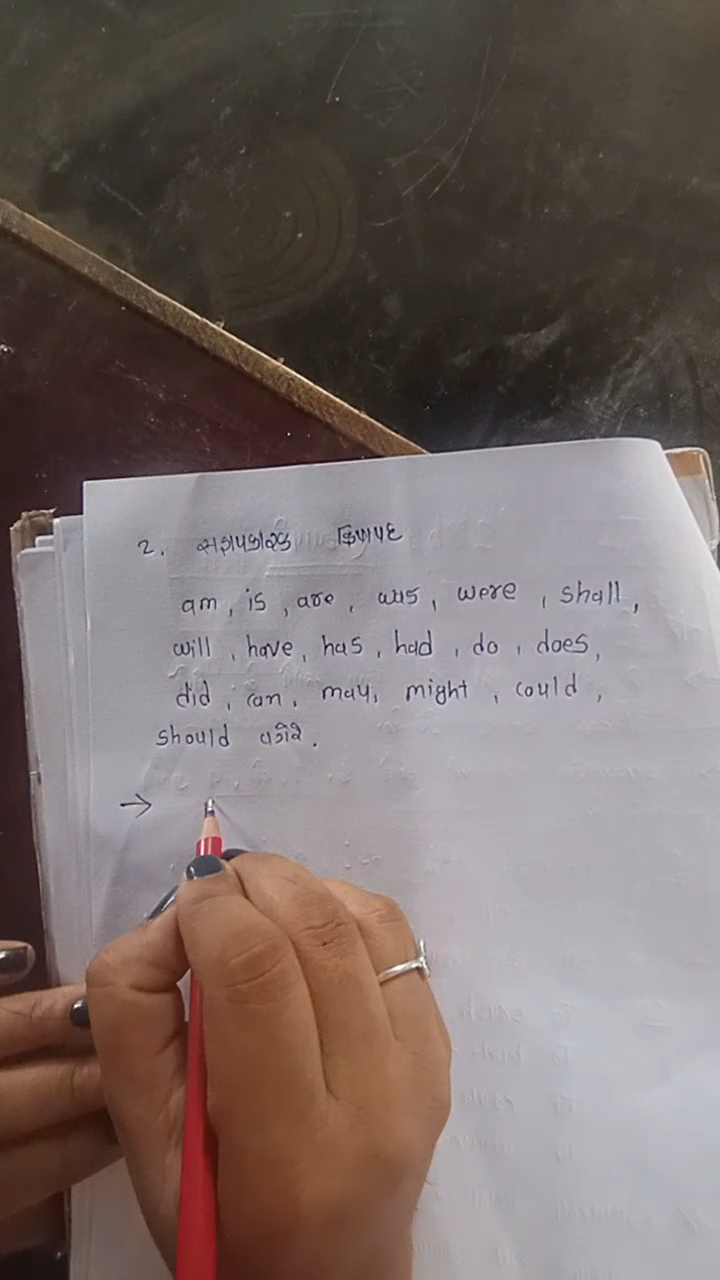 2. સહાયકારક ક્રિયાપદ
am, is, are, was, were, shall,
will, have, has, had, do, does,
did, can, may, might, could,
should વગેરે.
→